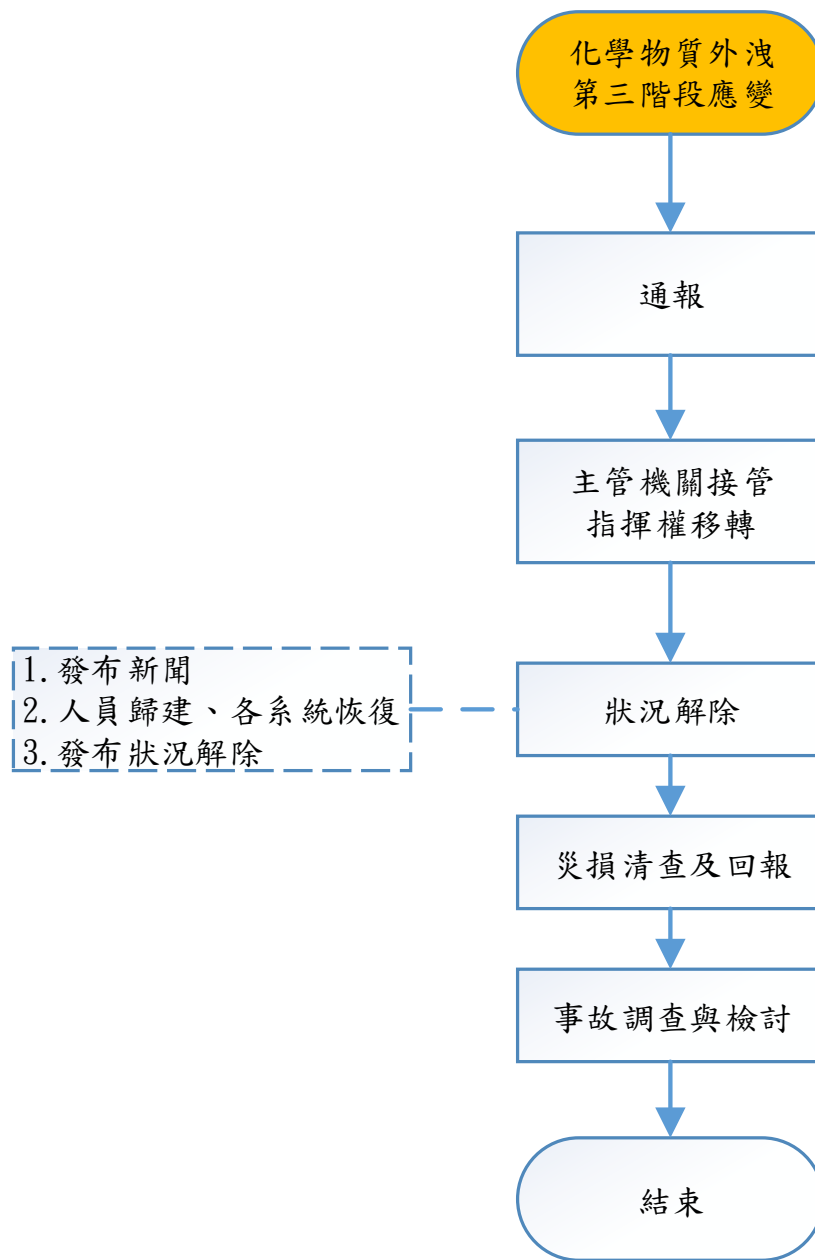 化學物質外洩
第三階段應變
通報
主管機關接管
指揮權移轉
1.發布新聞
2.人員歸建、各系統恢復
3.發布狀況解除
狀況解除
災損清查及回報
事故調查與檢討
結束